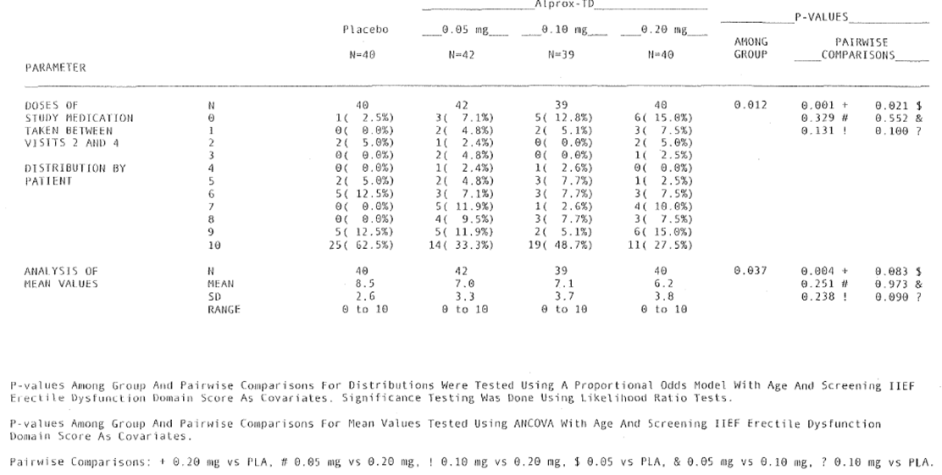 Alprox-TD
P-VALUES
Placebo 0.05 mg 0.10 mg 0.20 mg
AMONG PAIRWISE
N=40 N=42 N=39 N=40 GROUP COMPARISONS
PARAMETER
DOSES OF N 40 42 39 40 0.012 0.001 + 0.021 $
STUDY MEDICATION 0 1( 2.5%) 3( 7.1%) 5( 12.8%) 6( 15.0%) 0.329 # 0.552 &
TAKEN BETWEEN 1 0( 0.0%) 2( 4.8%) 2( 5.1%) 3( 7.5%) 0.131 ! 0.100 ?
VISITS 2 AND 4 2 2( 5.0%) 1( 2.4%) 0( 0.0%) 2( 5.0%)
3 0( 0.0%) 2( 4.8%) 0( 0.0%) 1( 2.5%)
DISTRIBUTION BY 4 0( 0.0%) 1( 2.4%) 1( 2.6%) 0( 0.0%)
PATIENT 5 2( 5.0%) 2( 4.8%) 3( 7.7%) 1( 2.5%)
6 5( 12.5%) 3( 7.1%) 3( 7.7%) 3( 7.5%)
7 0( 0.0%) 5( 11.9%) 1( 2.6%) 4( 10.0%)
8 0( 0.0%) 4( 9.5%) 3( 7.7%) 3( 7.5%)
9 5( 12.5%) 5( 11.9%) 2( 5.1%) 6( 15.0%)
10 25( 62.5%) 14( 33.3%) 19( 48.7%) 11( 27.5%)
ANALYSIS OF N 40 42 39 40 0.037 0.004 + 0.083 $
MEAN VALUES MEAN 8.5 7.0 7.1 6.2 0.251 # 0.973 &
SD 2.6 3.3 3.7 3.8 0.238 ! 0.090 ?
RANGE 0 to 10 0 to 10 0 to 10 0 to 10
P-values Among Group And Pairwise Comparisons For Distributions Were Tested Using A Proportional Odds Model With Age And Screening IIEF
Erectile Dysfunction Domain Score As Covariates. Significance Testing Was Done Using Likelihood Ratio Tests.
P-values Among Group And Pairwise Comparisons For Mean Values Tested Using ANCOVA With Age And Screening IIEF Erectile Dysfunction
Domain Score As Covariates.
Pairwise Comparisons: + 0.20 mg vs PLA, # 0.05 mg vs 0.20 mg, ! 0.10 mg vs 0.20 mg, $ 0.05 vs PLA, & 0.05 mg vs 0.10 mg, ? 0.10 mg vs PLA.